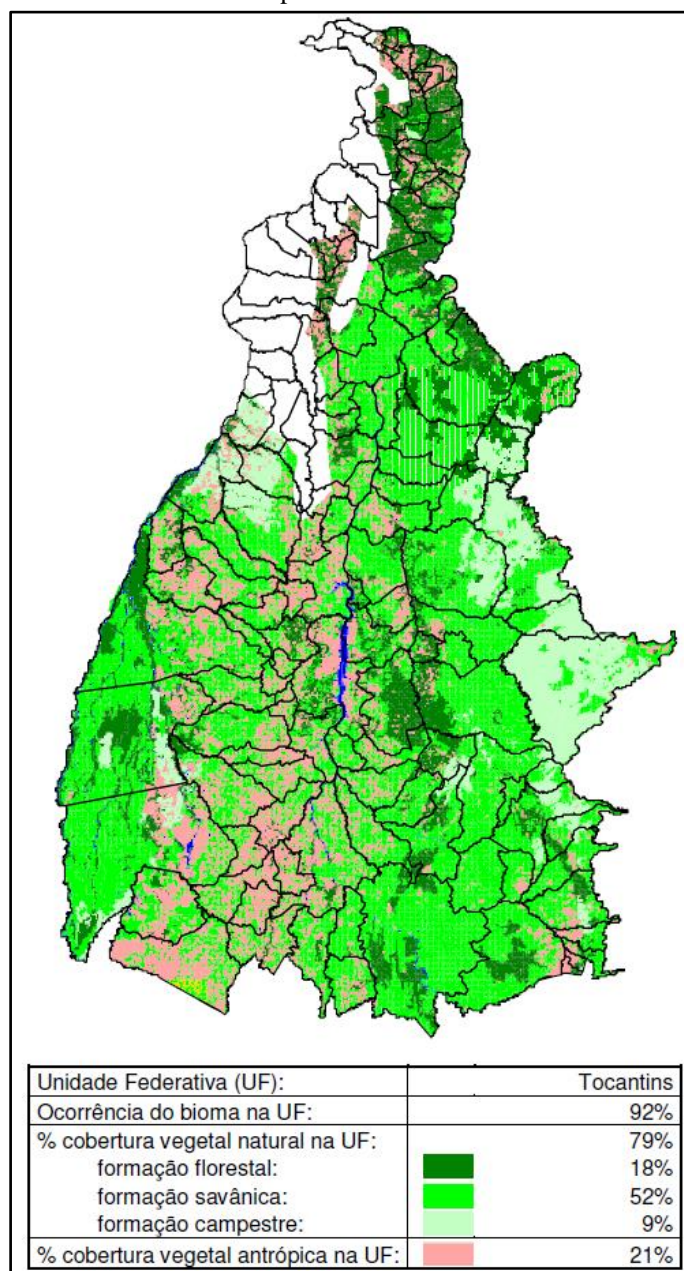 Unidade Federativa (UF): Tocantins
Ocorrência do bioma na UF: 92%
% cobertura vegetal natural na UF: 79%
formação florestal: 18%
formação savânica: 52%
formação campestre: 9%
% cobertura vegetal antrópica na UF: 21%